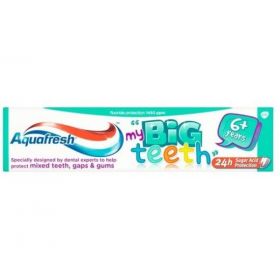 Aquafresh
Specially designed by dental experts to help
protect mixed teeth, gaps & gums
"my
BIG
teeth"
6+
years
24h Sugar Acid
Protection